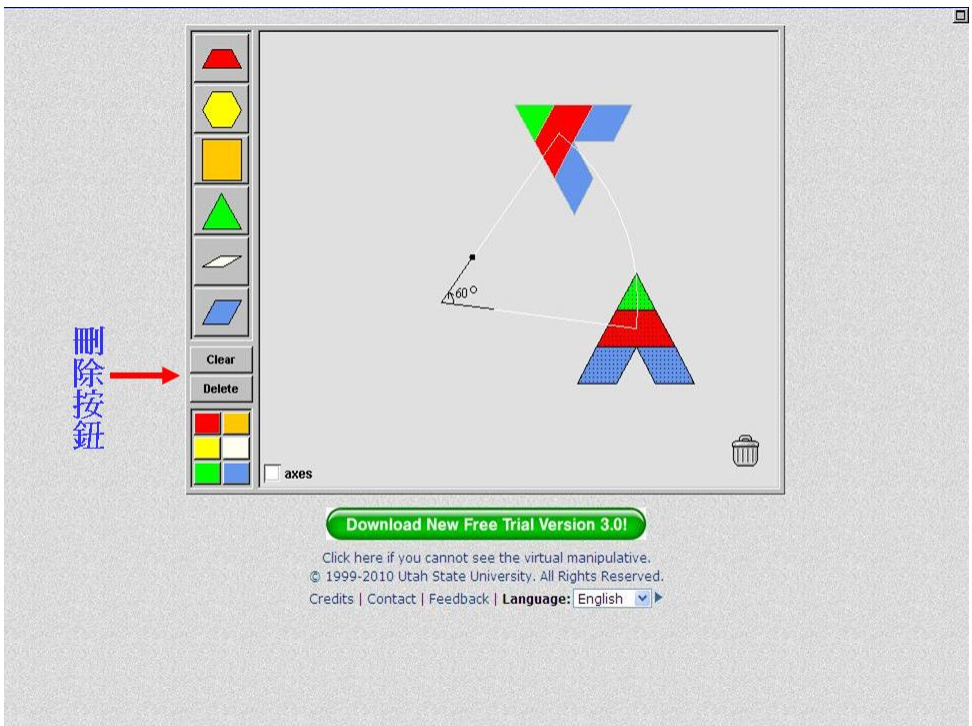 60°
刪除按鈕
Clear
Delete
axes
Download New Free Trial Version 3.0!
Click here if you cannot see the virtual manipulative.
© 1999-2010 Utah State University. All Rights Reserved.
Credits | Contact | Feedback | Language: English